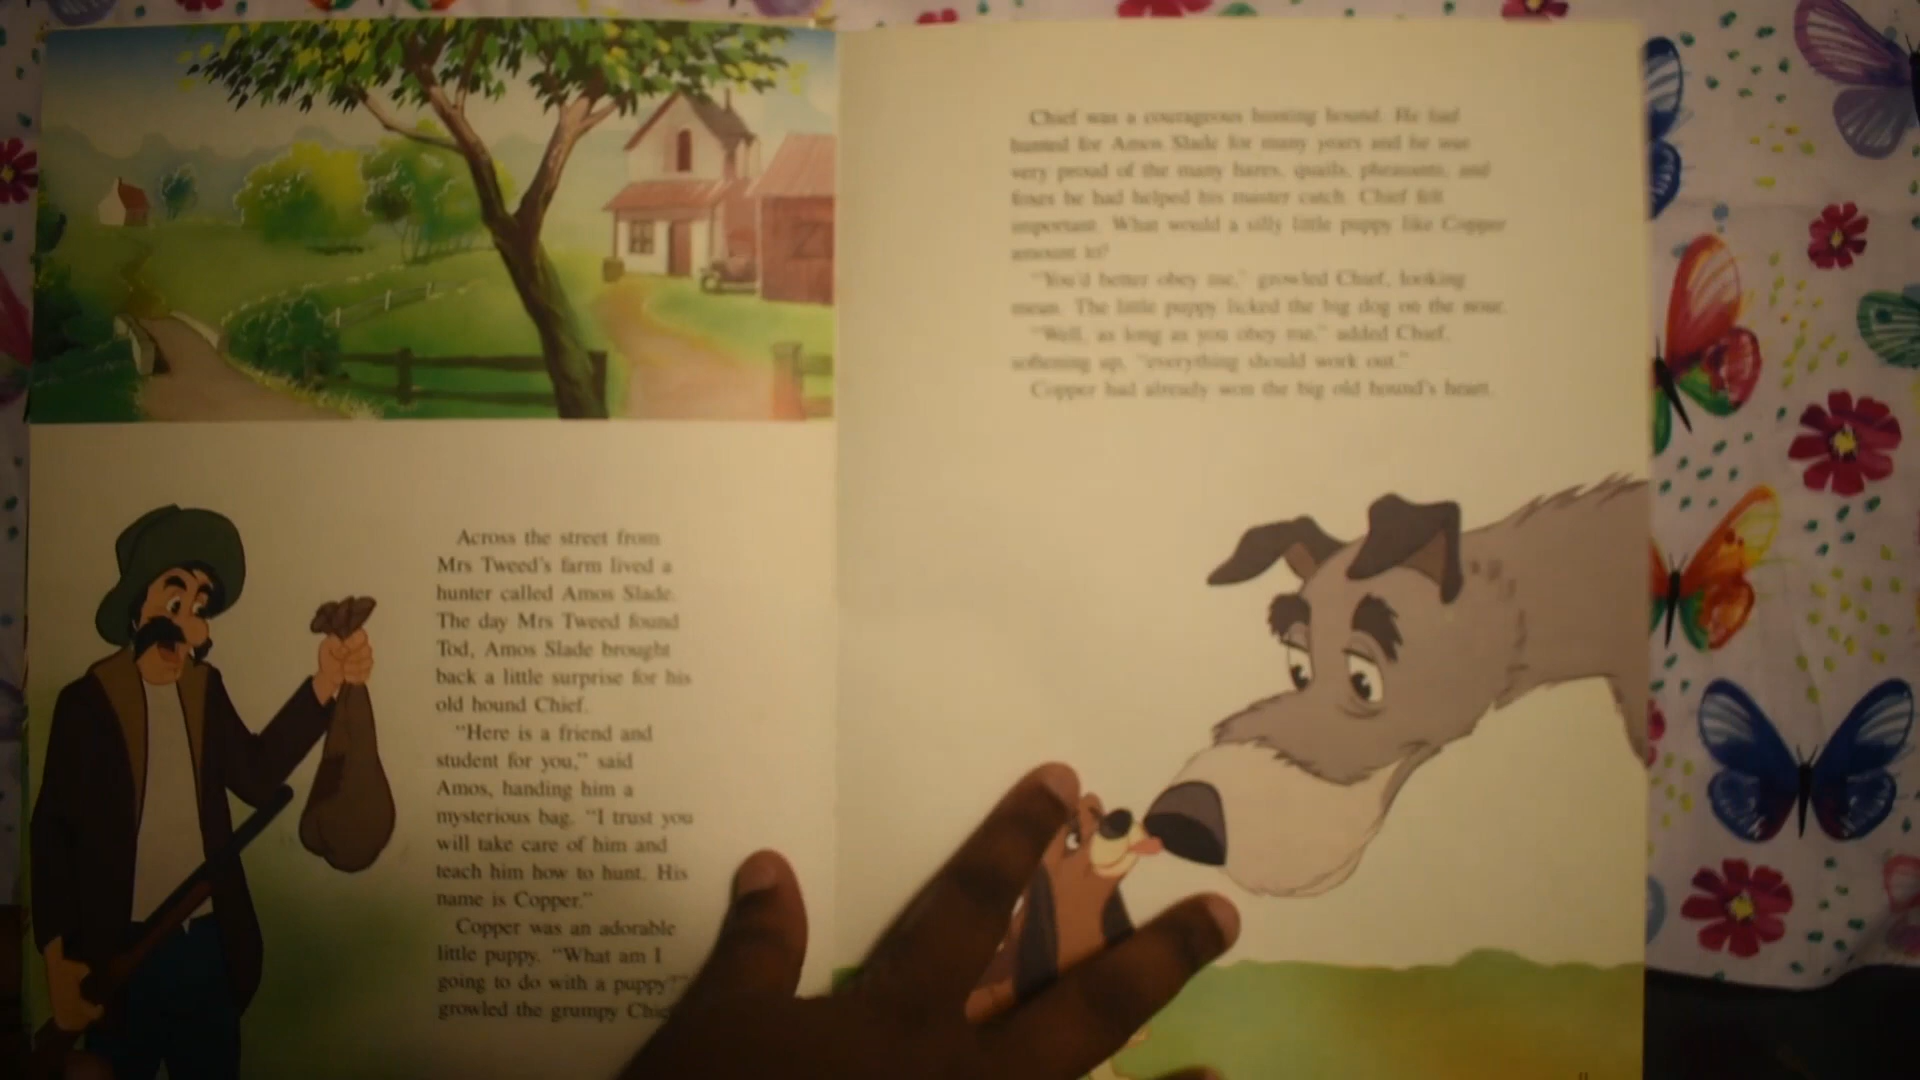 Across the street from
Mrs Tweed's farm lived a
hunter called Amos Slade.
The day Mrs Tweed found
Tod, Amos Slade brought
back a little surprise for his
old hound Chief.
"Here is a friend and
student for you," said
Amos, handing him a
mysterious bag. "I trust you
will take care of him and
teach him how to hunt. His
name is Copper."
Copper was an adorable
little puppy. "What am I
going to do with a puppy?"
growled the grumpy Chie
Chief was a courageous hunting hound. He had
hunted for Amos Slade for many years and he was
very proud of the many hares, quails, pheasants, and
foxes he had helped his master catch. Chief felt
important. What would a silly little puppy like Copper
amount to?
"You'd better obey me," growled Chief, looking
mean. The little puppy licked the big dog on the nose.
"Well, as long as you obey me," added Chief,
softening up, "everything should work out."
Copper had already won the big old hound's heart.